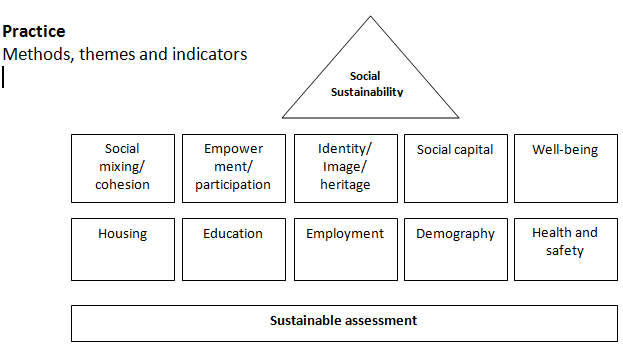 Practice
Methods, themes and indicators
Social
Sustainability
Social
mixing/
cohesion
Empower
ment/
participation
Identity/
Image/
heritage
Social capital
Well-being
Housing
Education
Employment
Demography
Health and
safety
Sustainable assessment